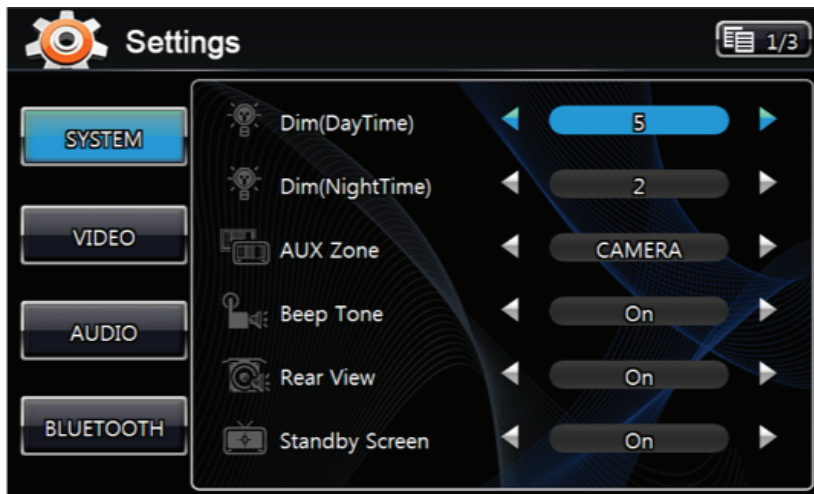 Settings
1/3
SYSTEM
Dim(DayTime) 5
Dim(NightTime) 2
VIDEO
AUX Zone CAMERA
Beep Tone On
AUDIO
Rear View On
BLUETOOTH
Standby Screen On